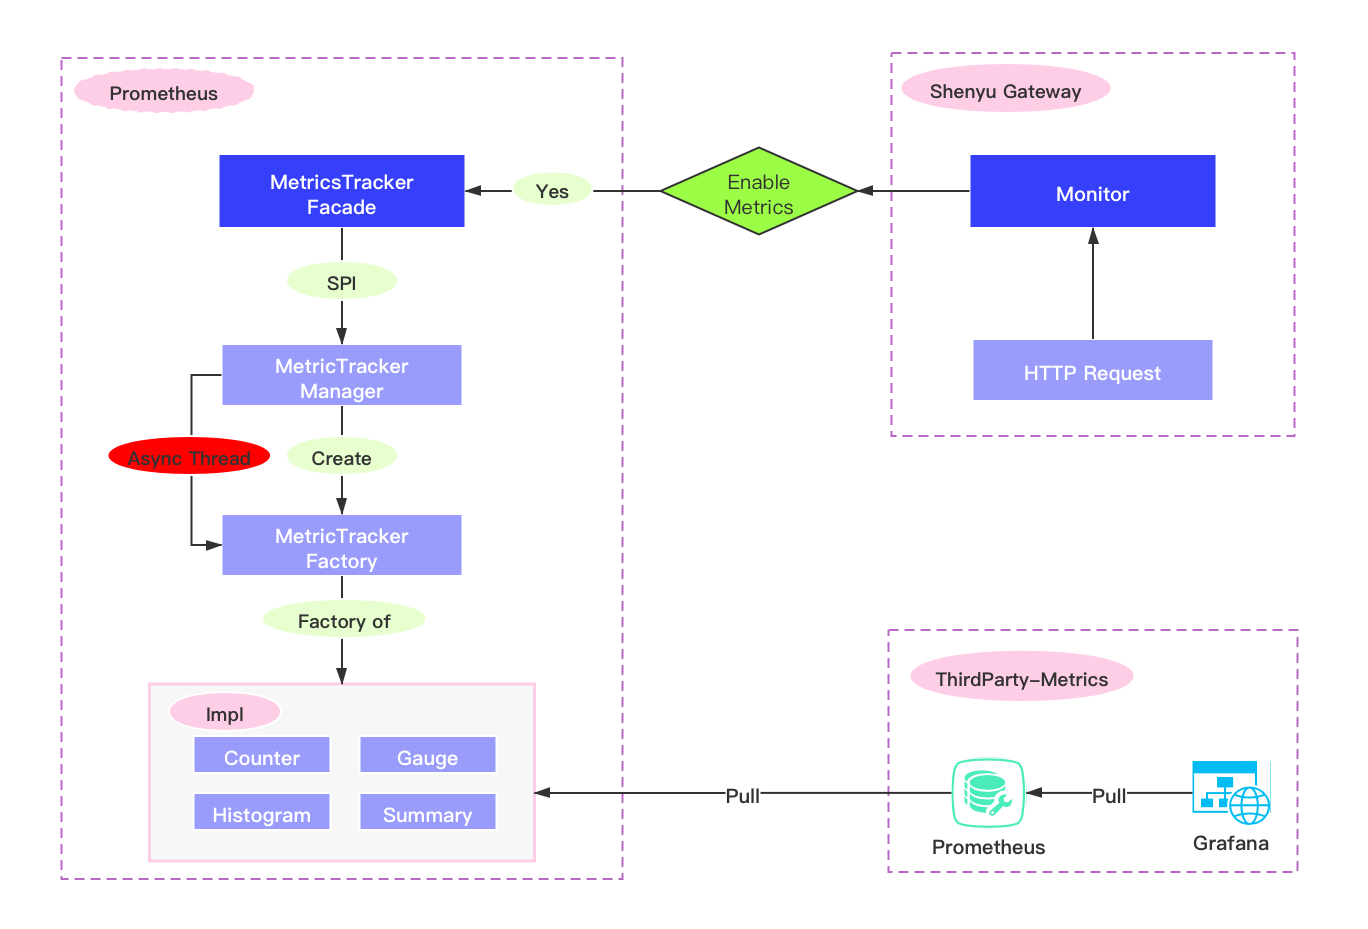 Prometheus
MetricsTracker
Facade
Yes
Enable
Metrics
Shenyu Gateway
Monitor
HTTP Request
SPI
MetricTracker
Manager
Async Thread
Create
MetricTracker
Factory
Factory of
Impl
Counter
Gauge
Histogram
Summary
Pull
ThirdParty-Metrics
Prometheus
Pull
Grafana